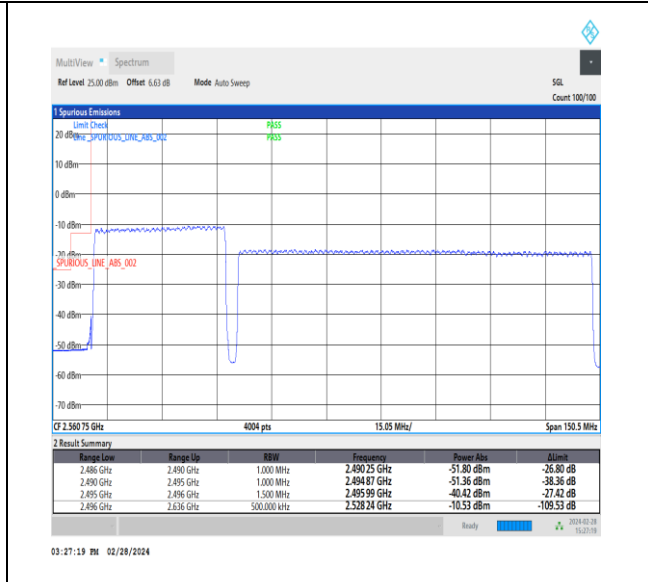 MultiView Spectrum
Ref Level 25.00 dBm Offset 6.63 dB Mode Auto Sweep SGL
Count 100/100
1 Spurious Emissions
Limit Check PASS
20 dBm Line _SPURIOUS_LINE_ABS_002 PASS
10 dBm
0 dBm
-10 dBm
-20 dBm
_SPURIOUS_LINE_ABS_002
-30 dBm
-40 dBm
-50 dBm
-60 dBm
-70 dBm
CF 2.560 75 GHz 4004 pts 15.05 MHz/ Span 150.5 MHz
2 Result Summary
Range Low Range Up RBW Frequency Power Abs ΔLimit
2.486 GHz 2.490 GHz 1.000 MHz 2.490 25 GHz -51.80 dBm -26.80 dB
2.490 GHz 2.495 GHz 1.000 MHz 2.494 87 GHz -51.36 dBm -38.36 dB
2.495 GHz 2.496 GHz 1.500 MHz 2.495 99 GHz -40.42 dBm -27.42 dB
2.496 GHz 2.636 GHz 500.000 kHz 2.528 24 GHz -10.53 dBm -109.53 dB
Ready 2024-02-28
15:27:19
03:27:19 PM 02/28/2024